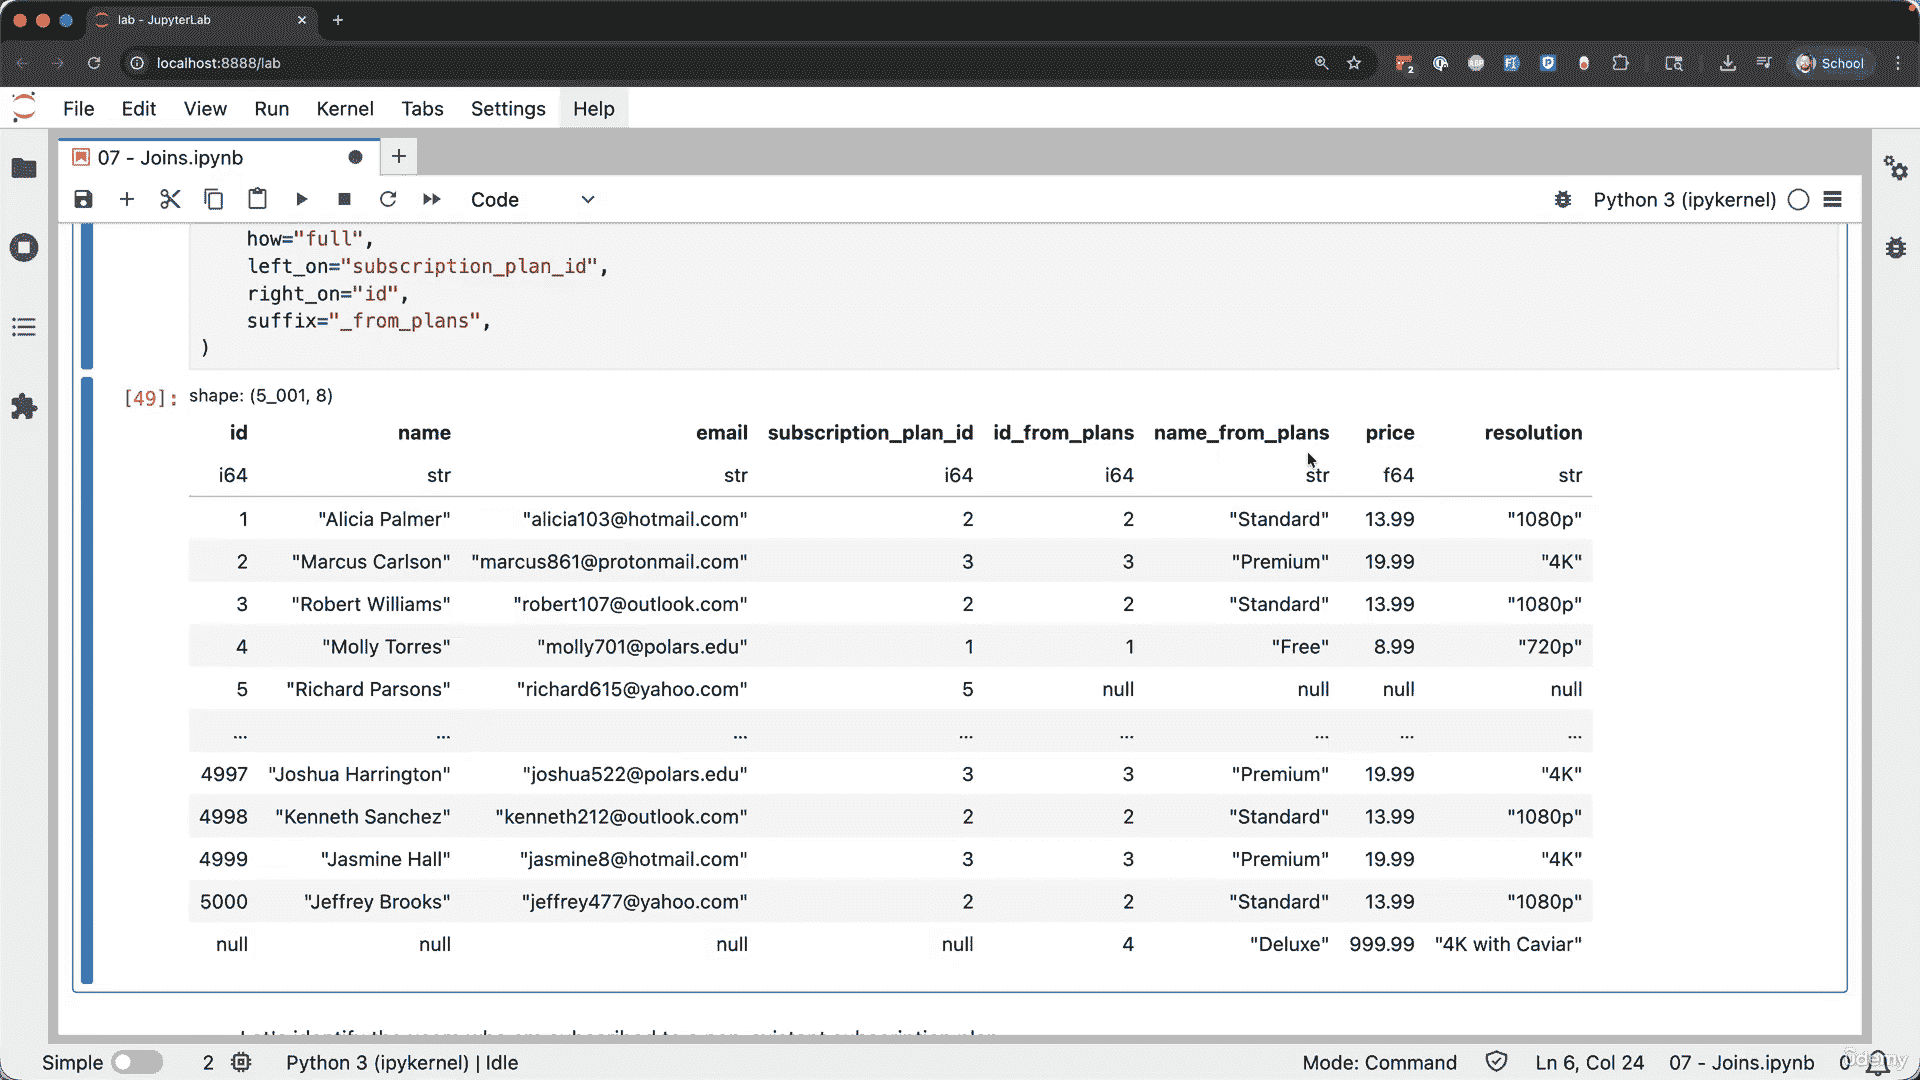 lab - JupyterLab
localhost:8888/lab
2
ABP
School
File Edit View Run Kernel Tabs Settings Help
07 - Joins.ipynb
Code
Python 3 (ipykernel)
how="full",
left_on="subscription_plan_id",
right_on="id",
suffix="_from_plans",
)
[49]: shape: (5_001, 8)
id name email subscription_plan_id id_from_plans name_from_plans price resolution
i64 str str i64 i64 str f64 str
1 "Alicia Palmer" "alicia103@hotmail.com" 2 2 "Standard" 13.99 "1080p"
2 "Marcus Carlson" "marcus861@protonmail.com" 3 3 "Premium" 19.99 "4K"
3 "Robert Williams" "robert107@outlook.com" 2 2 "Standard" 13.99 "1080p"
4 "Molly Torres" "molly701@polars.edu" 1 1 "Free" 8.99 "720p"
5 "Richard Parsons" "richard615@yahoo.com" 5 null null null null
… … … … … … … …
4997 "Joshua Harrington" "joshua522@polars.edu" 3 3 "Premium" 19.99 "4K"
4998 "Kenneth Sanchez" "kenneth212@outlook.com" 2 2 "Standard" 13.99 "1080p"
4999 "Jasmine Hall" "jasmine8@hotmail.com" 3 3 "Premium" 19.99 "4K"
5000 "Jeffrey Brooks" "jeffrey477@yahoo.com" 2 2 "Standard" 13.99 "1080p"
null null null null 4 "Deluxe" 999.99 "4K with Caviar"
Simple 2 Python 3 (ipykernel) | Idle Mode: Command Ln 6, Col 24 07 - Joins.ipynb 0
Udemy